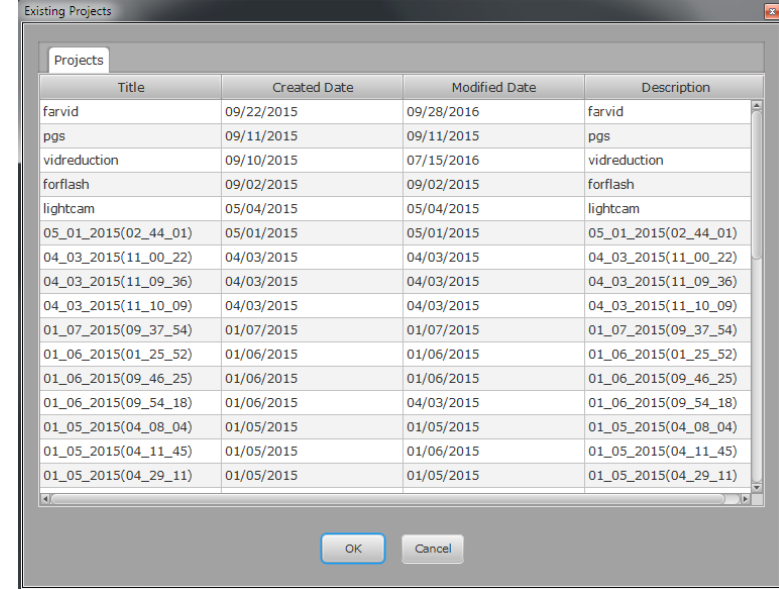 Existing Projects
Projects
Title Created Date Modified Date Description
farvid 09/22/2015 09/28/2016 farvid
pgs 09/11/2015 09/11/2015 pgs
vidreduction 09/10/2015 07/15/2016 vidreduction
forflash 09/02/2015 09/02/2015 forflash
lightcam 05/04/2015 05/04/2015 lightcam
05_01_2015(02_44_01) 05/01/2015 05/01/2015 05_01_2015(02_44_01)
04_03_2015(11_00_22) 04/03/2015 04/03/2015 04_03_2015(11_00_22)
04_03_2015(11_09_36) 04/03/2015 04/03/2015 04_03_2015(11_09_36)
04_03_2015(11_10_09) 04/03/2015 04/03/2015 04_03_2015(11_10_09)
01_07_2015(09_37_54) 01/07/2015 01/07/2015 01_07_2015(09_37_54)
01_06_2015(01_25_52) 01/06/2015 01/06/2015 01_06_2015(01_25_52)
01_06_2015(09_46_25) 01/06/2015 01/06/2015 01_06_2015(09_46_25)
01_06_2015(09_54_18) 01/06/2015 04/03/2015 01_06_2015(09_54_18)
01_05_2015(04_08_04) 01/05/2015 01/05/2015 01_05_2015(04_08_04)
01_05_2015(04_11_45) 01/05/2015 01/06/2015 01_05_2015(04_11_45)
01_05_2015(04_29_11) 01/05/2015 01/05/2015 01_05_2015(04_29_11)
OK Cancel